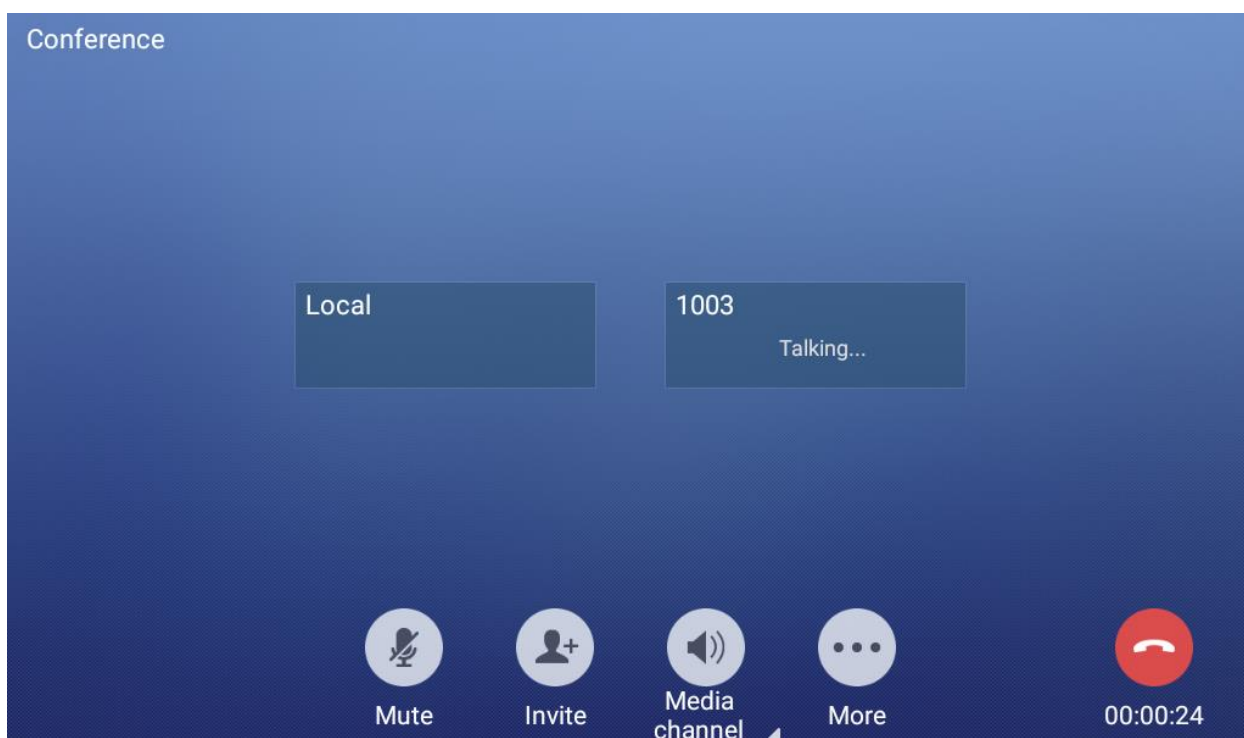 Conference
Local
1003
Talking...
Mute
Invite
Media
channel
More
00:00:24